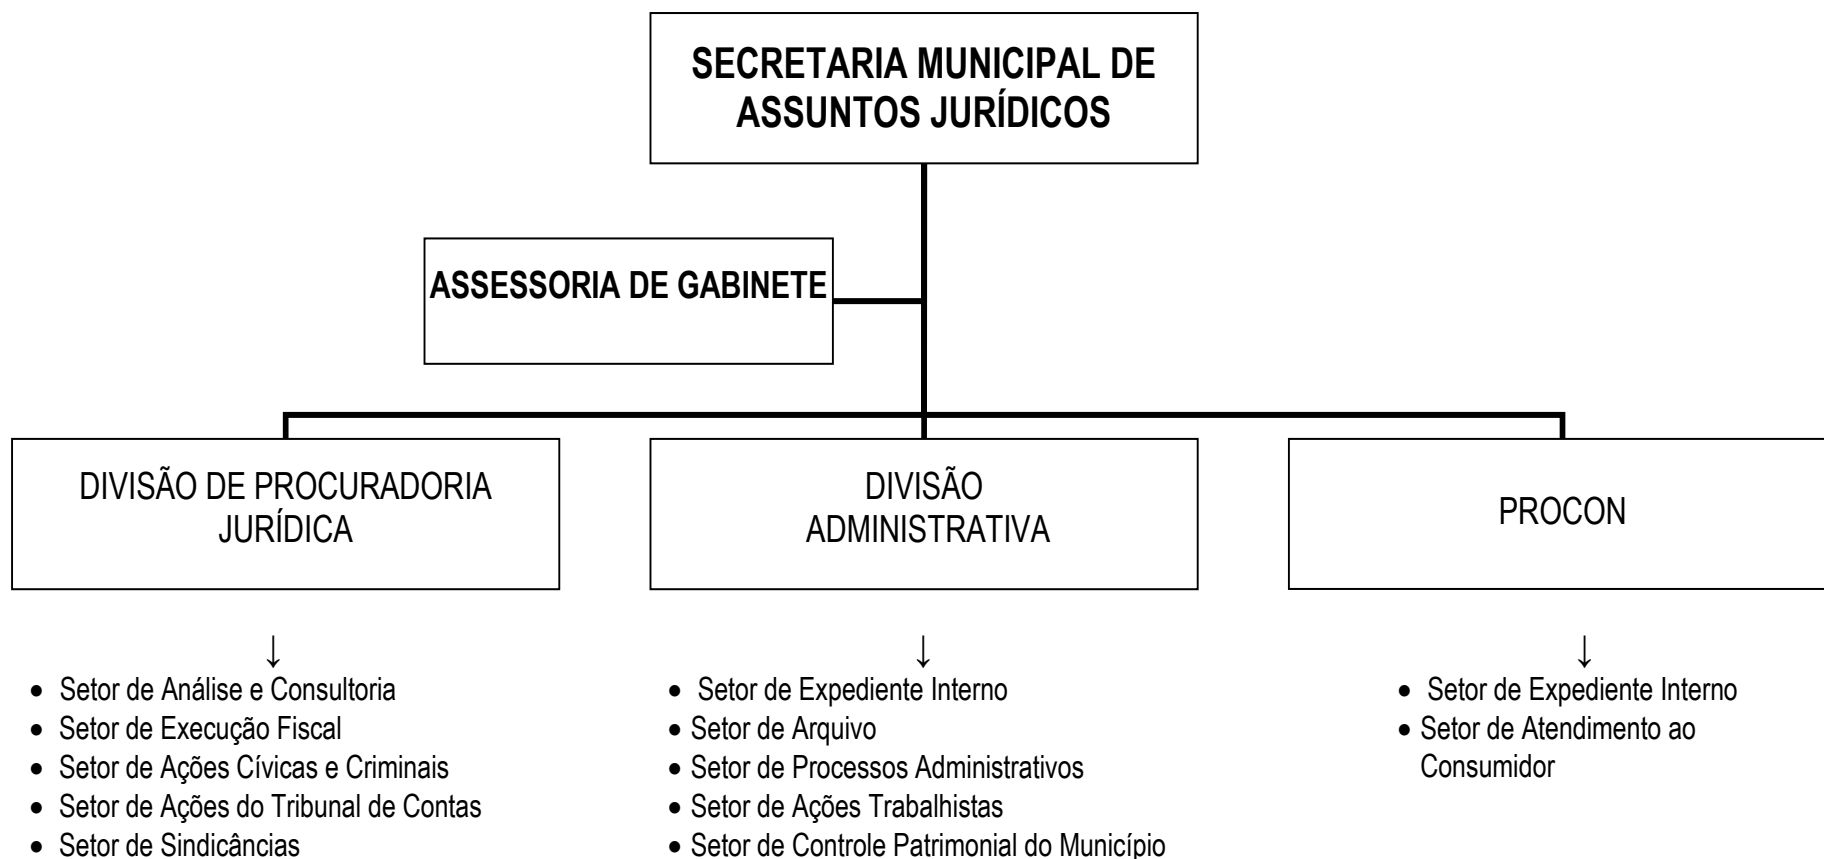 SECRETARIA MUNICIPAL DE
ASSUNTOS JURÍDICOS
ASSESSORIA DE GABINETE
DIVISÃO DE PROCURADORIA
JURÍDICA
DIVISÃO
ADMINISTRATIVA
PROCON
↓
• Setor de Análise e Consultoria
• Setor de Execução Fiscal
• Setor de Ações Cívicas e Criminais
• Setor de Ações do Tribunal de Contas
• Setor de Sindicâncias
↓
• Setor de Expediente Interno
• Setor de Arquivo
• Setor de Processos Administrativos
• Setor de Ações Trabalhistas
• Setor de Controle Patrimonial do Município
↓
• Setor de Expediente Interno
• Setor de Atendimento ao
Consumidor